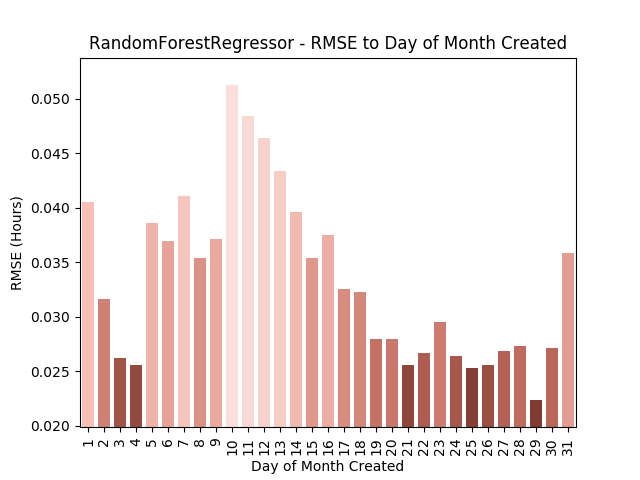 RandomForestRegressor - RMSE to Day of Month Created
0.050
0.045
0.040
0.035
0.030
0.025
0.020
RMSE (Hours)
1 2 3 4 5 6 7 8 9 10 11 12 13 14 15 16 17 18 19 20 21 22 23 24 25 26 27 28 29 30 31
Day of Month Created